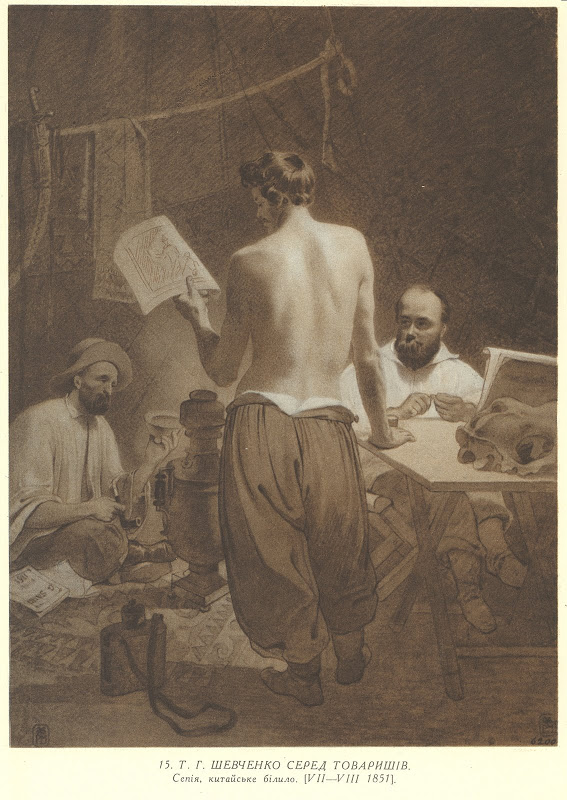 15. Т. Г. ШЕВЧЕНКО СЕРЕД ТОВАРИШІВ.
Сепія, китайське білило. [VII—VIII 1851].